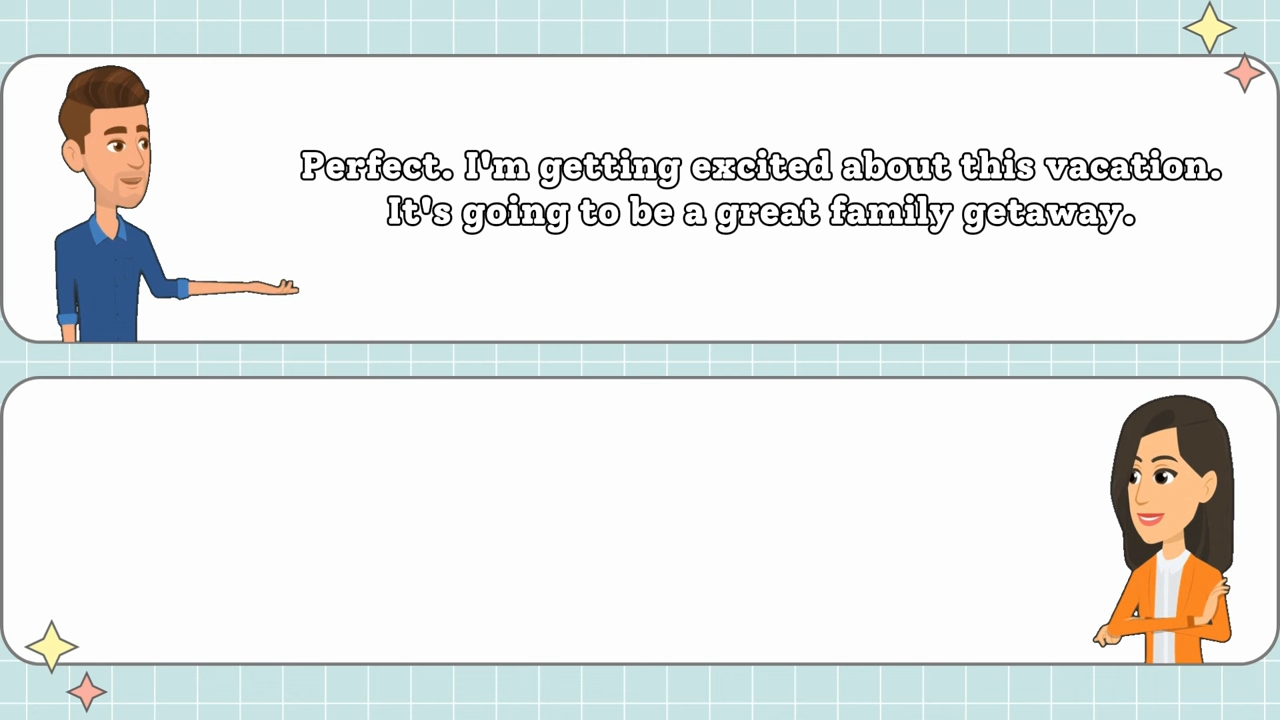 Perfect. I'm getting excited about this vacation.
It's going to be a great family getaway.